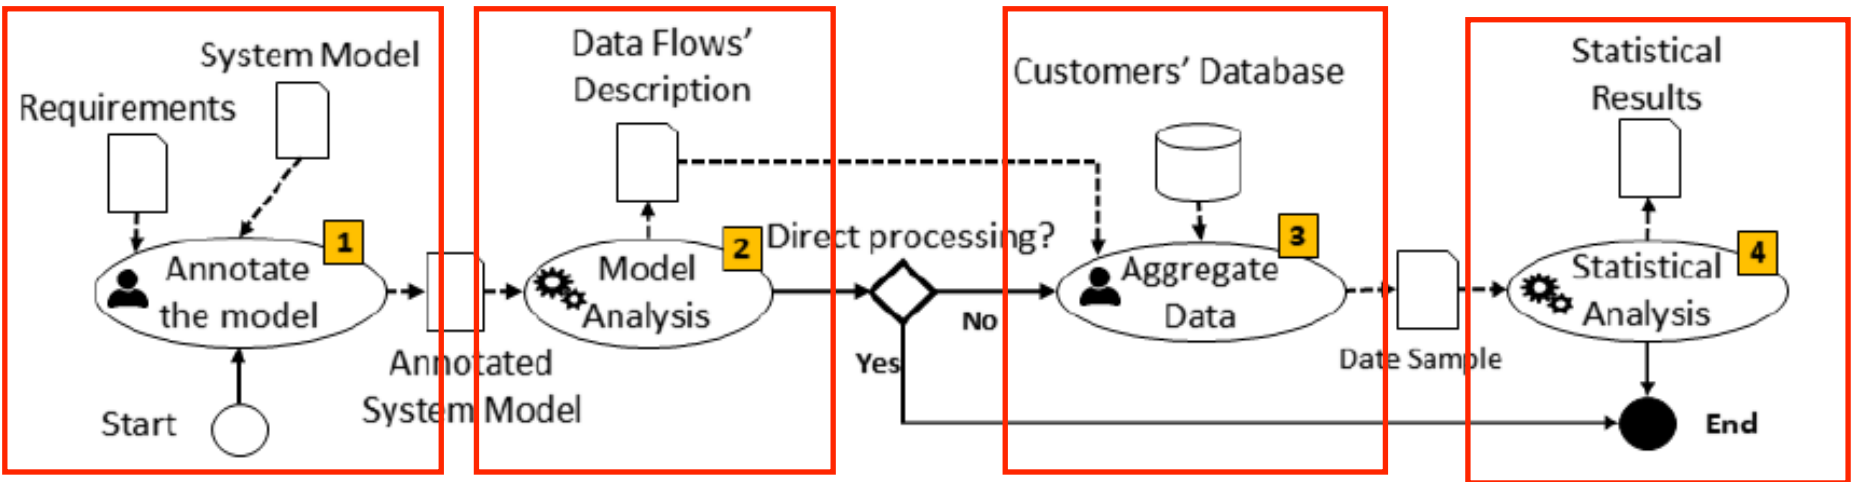 System Model
Requirements
1
Annotate
the model
Start
Annotated
System Model
Data Flows’
Description
2
Model
Analysis
Direct processing?
No
Yes
Customers’ Database
3
Aggregate
Data
Date Sample
Statistical
Results
4
Statistical
Analysis
End